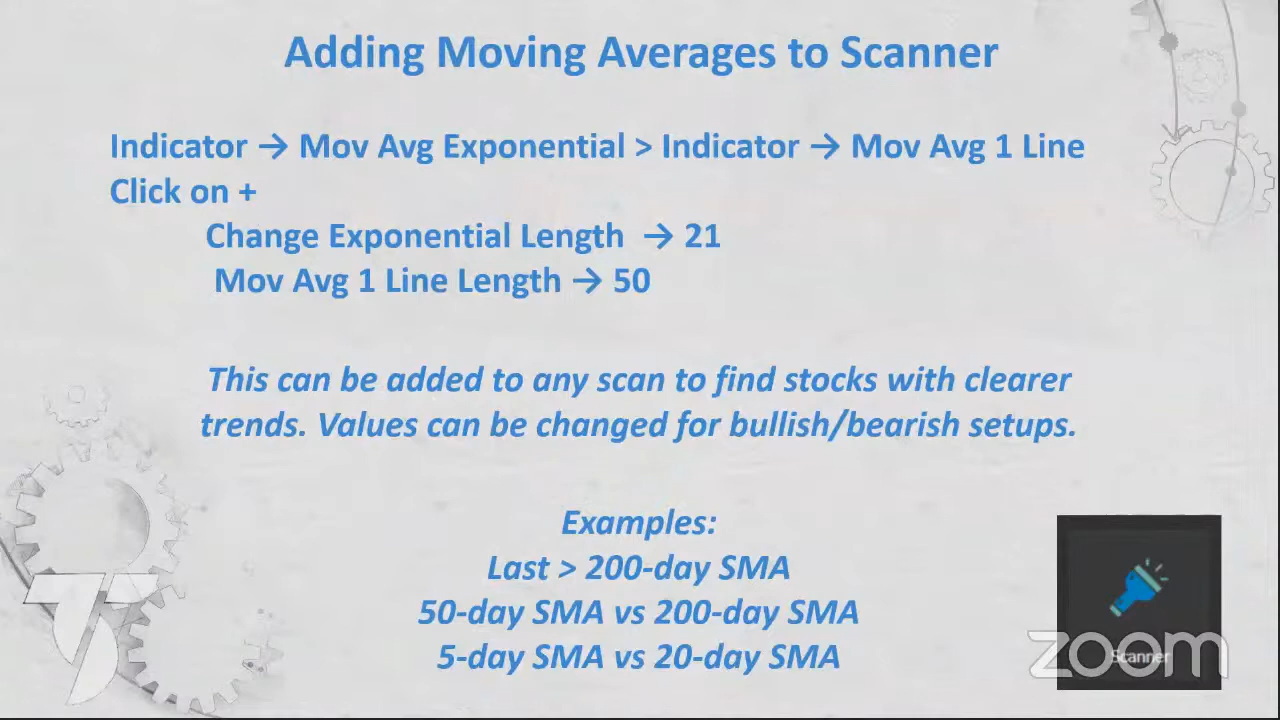 Adding Moving Averages to Scanner
Indicator → Mov Avg Exponential > Indicator → Mov Avg 1 Line
Click on +
Change Exponential Length → 21
Mov Avg 1 Line Length → 50
This can be added to any scan to find stocks with clearer
trends. Values can be changed for bullish/bearish setups.
Examples:
Last > 200-day SMA
50-day SMA vs 200-day SMA
5-day SMA vs 20-day SMA
Scanner
zoom